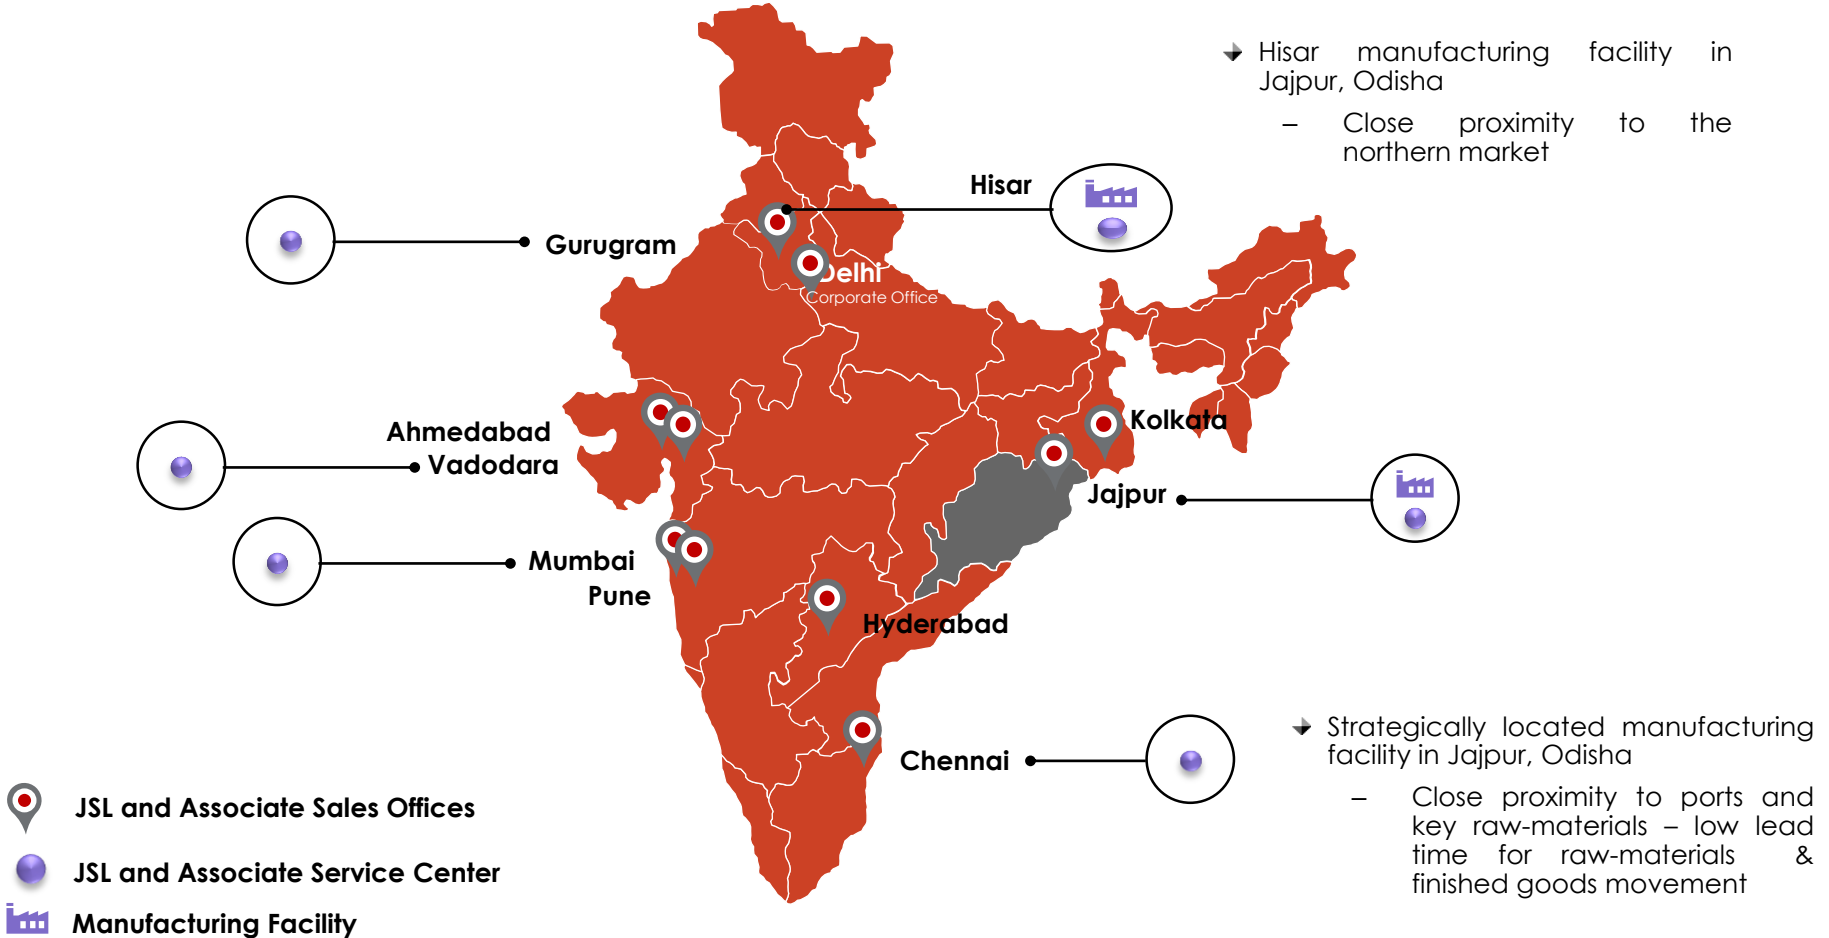 Hisar manufacturing facility in
Jajpur, Odisha
– Close proximity to the
northern market
Hisar
Gurugram
Delhi
Corporate Office
Ahmedabad
Vadodara
Kolkata
Jajpur
Mumbai
Pune
Hyderabad
Chennai
Strategically located manufacturing
facility in Jajpur, Odisha
– Close proximity to ports and
key raw-materials – low lead
time for raw-materials &
finished goods movement
JSL and Associate Sales Offices
JSL and Associate Service Center
Manufacturing Facility